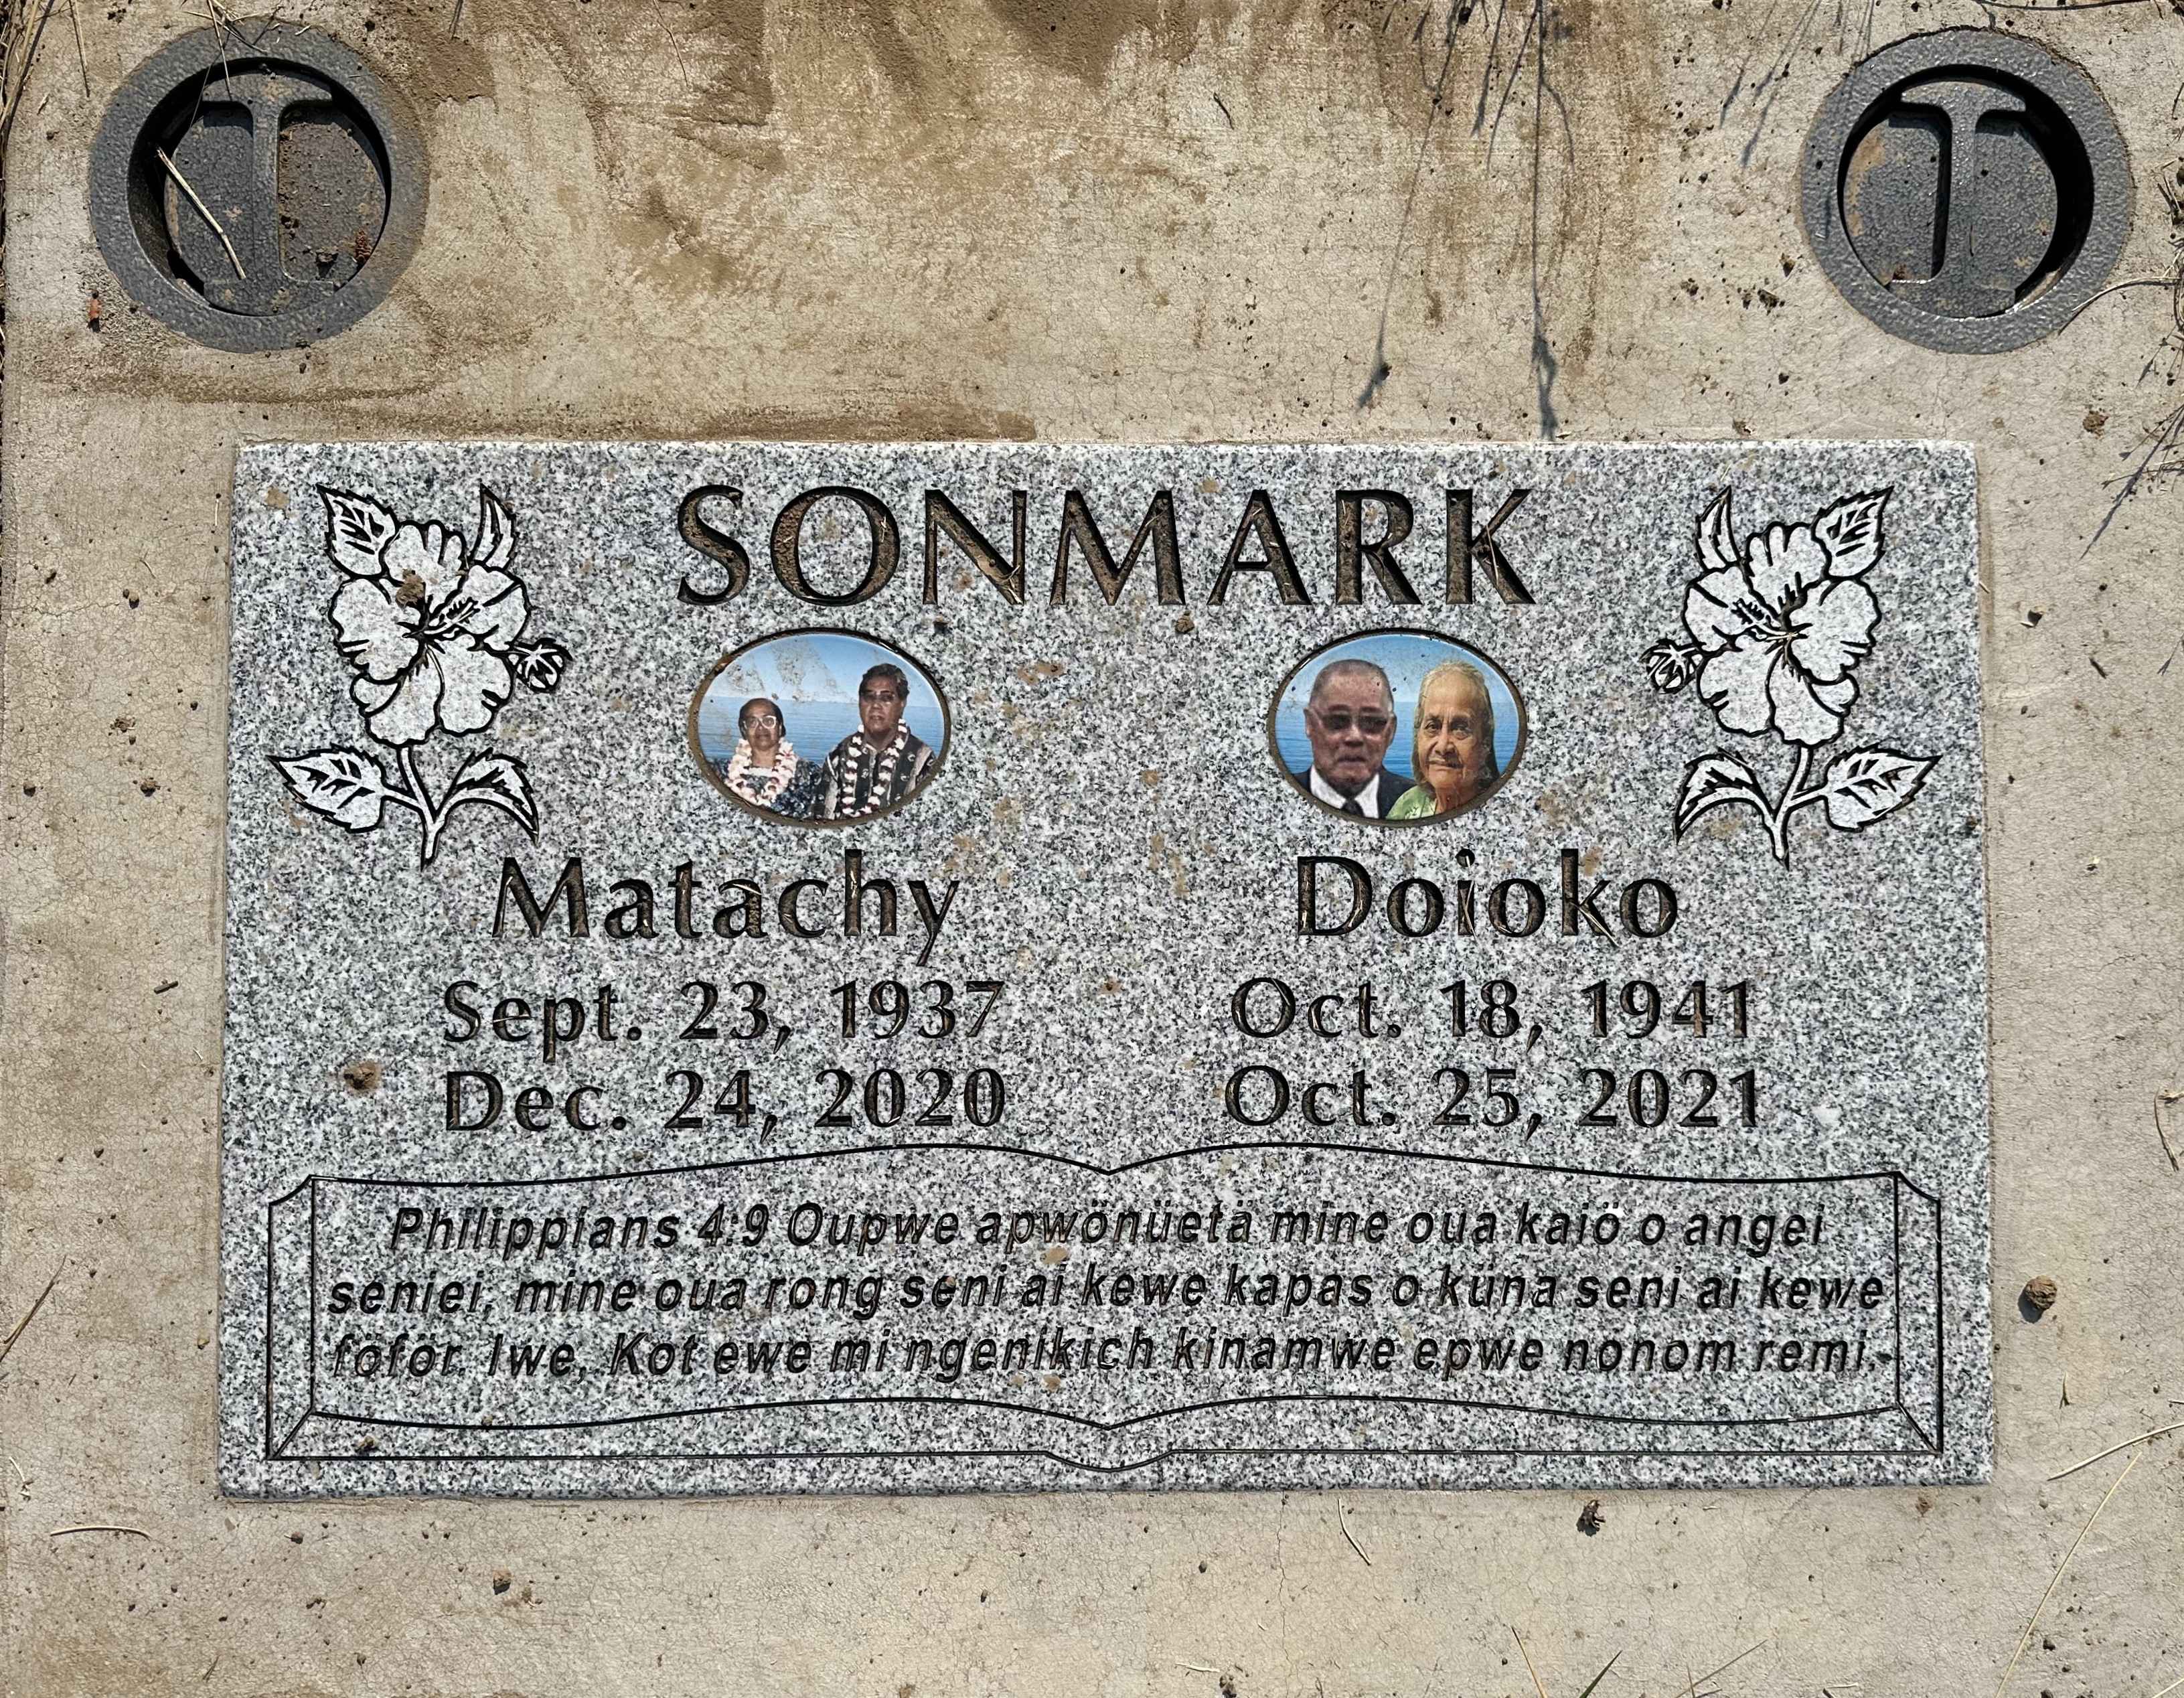 SONMARK
Matachy Doioko
Sept. 23, 1937 Oct. 18, 1941
Dec. 24, 2020 Oct. 25, 2021
Philippians 4:9 Oupwe apwönüetä mine oua kaiö o angei
seniei, mine oua rong seni ai kewe kapas o kuna seni ai kewe
föför. Iwe, Kot ewe mi ngenikich kinamwe epwe nonom remi.